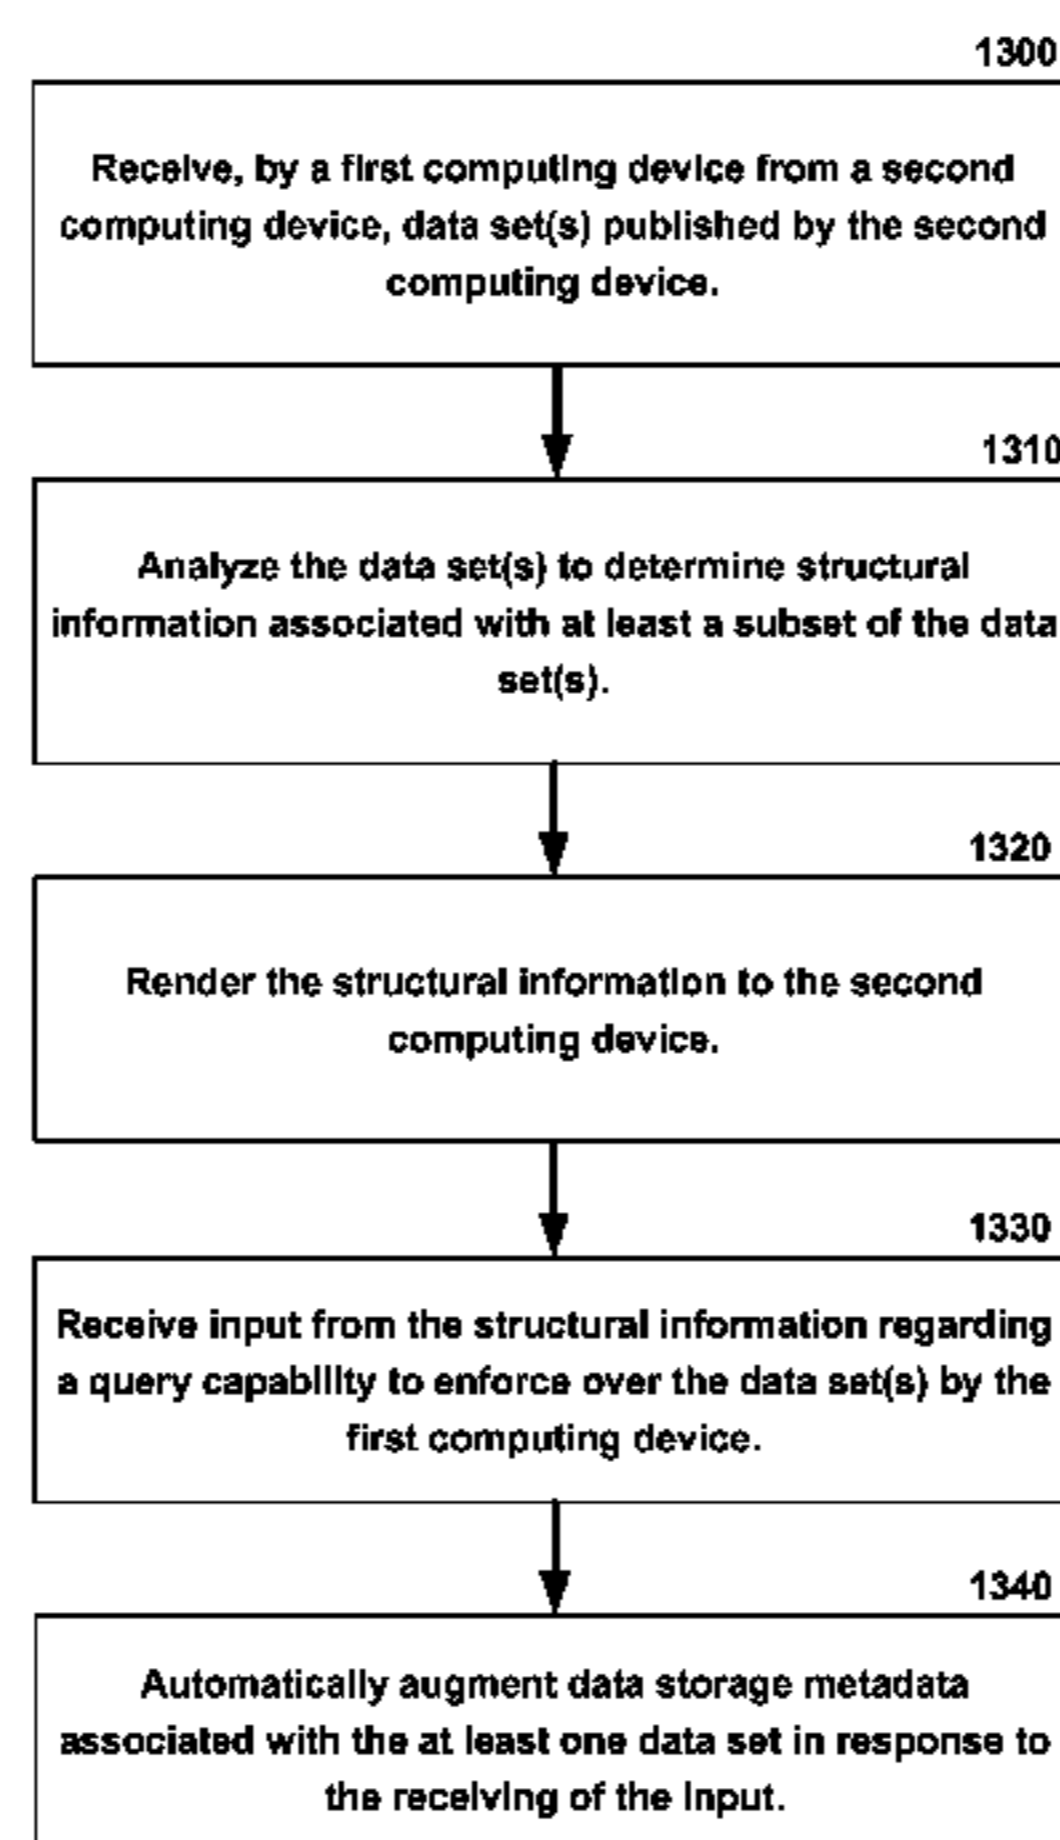 1300
Receive, by a first computing device from a second
computing device, data set(s) published by the second
computing device.
1310
Analyze the data set(s) to determine structural
information associated with at least a subset of the data
set(s).
1320
Render the structural information to the second
computing device.
1330
Receive input from the structural information regarding
a query capability to enforce over the data set(s) by the
first computing device.
1340
Automatically augment data storage metadata
associated with the at least one data set in response to
the receiving of the input.